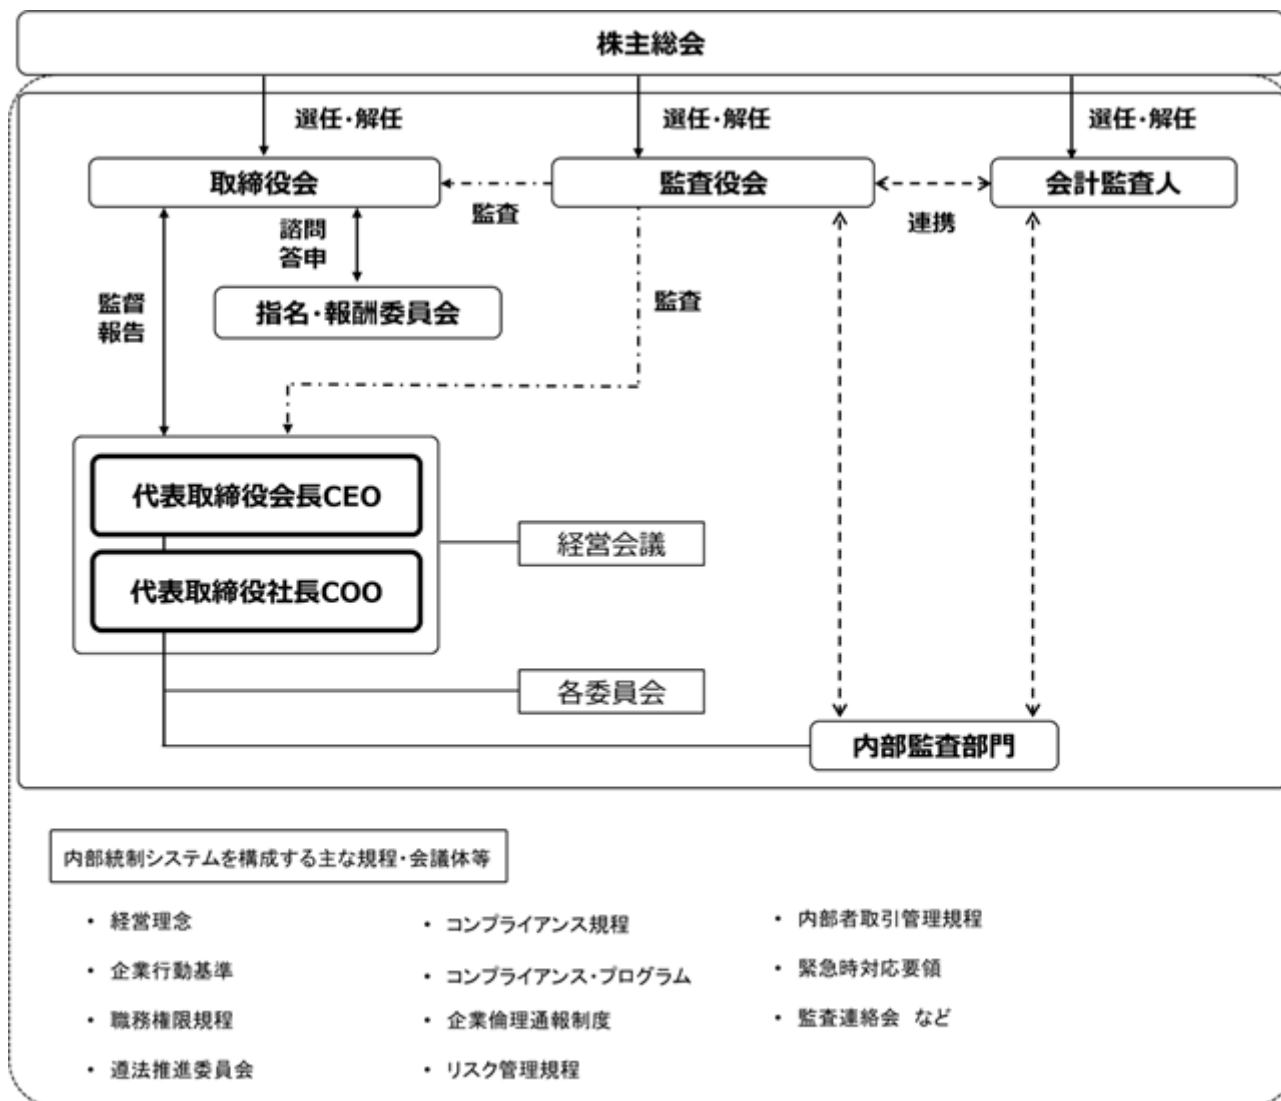 株主総会
選任・解任
選任・解任
選任・解任
取締役会
監査役会
会計監査人
監査
連携
諮問
答申
指名・報酬委員会
監督
報告
監査
代表取締役会長CEO
経営会議
代表取締役社長COO
各委員会
内部監査部門
内部統制システムを構成する主な規程・会議体等
・ 経営理念
・ 企業行動基準
・ 職務権限規程
・ 遵法推進委員会
・ コンプライアンス規程
・ コンプライアンス・プログラム
・ 企業倫理通報制度
・ リスク管理規程
・ 内部者取引管理規程
・ 緊急時対応要領
・ 監査連絡会 など